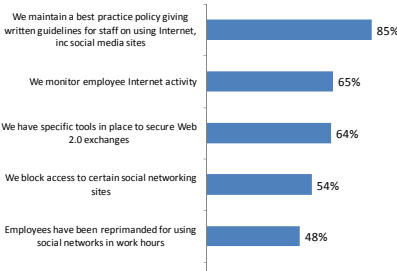 We maintain a best practice policy giving
written guidelines for staff on using Internet,
inc social media sites
85%
We monitor employee Internet activity
65%
We have specific tools in place to secure Web
2.0 exchanges
64%
We block access to certain social networking
sites
54%
Employees have been reprimanded for using
social networks in work hours
48%